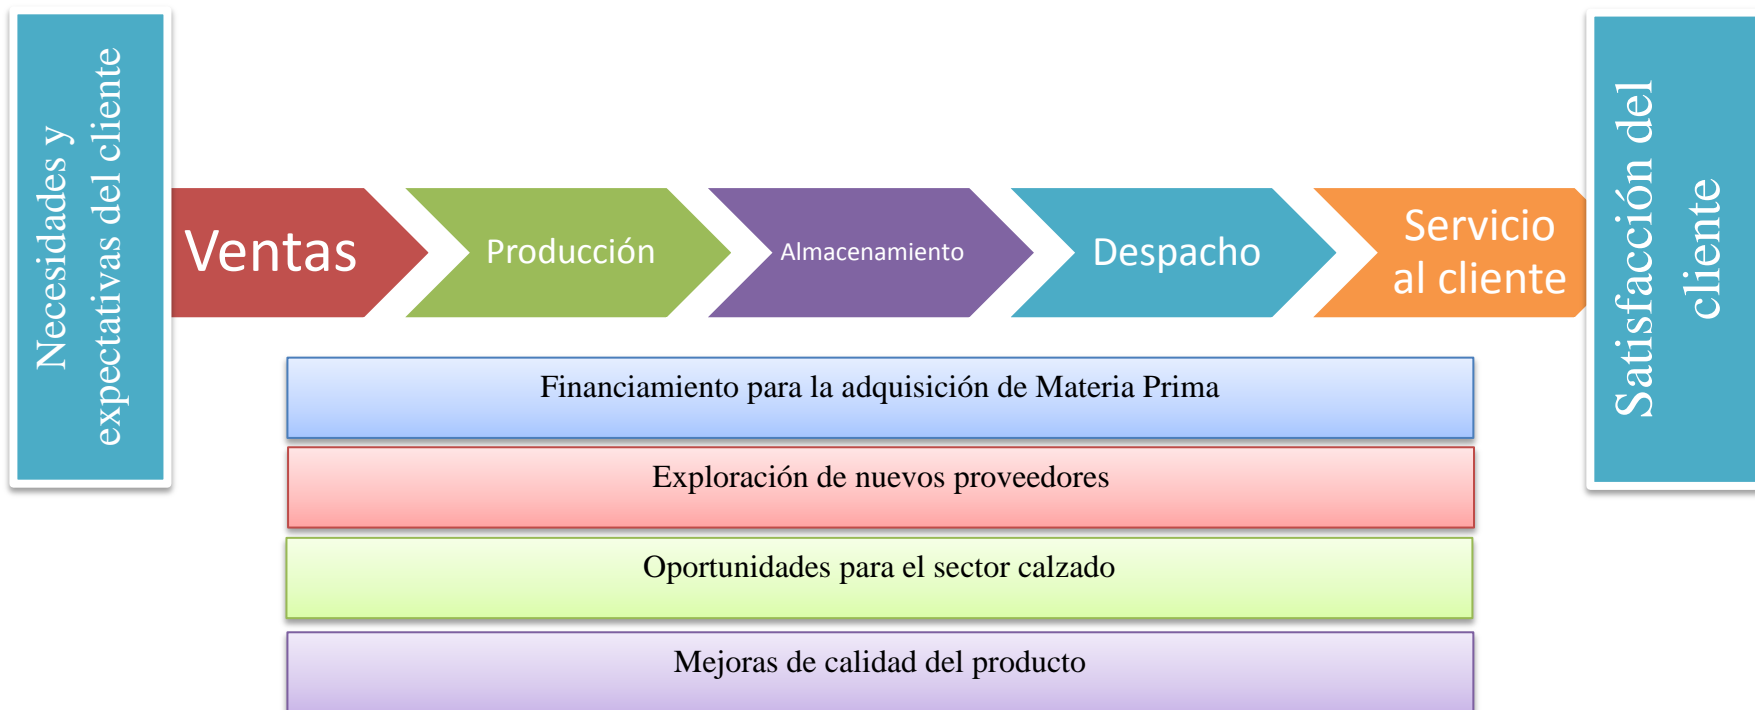 Necesidades y
expectativas del cliente
Ventas
Producción
Almacenamiento
Despacho
Servicio
al cliente
Satisfacción del
cliente
Financiamiento para la adquisición de Materia Prima
Exploración de nuevos proveedores
Oportunidades para el sector calzado
Mejoras de calidad del producto